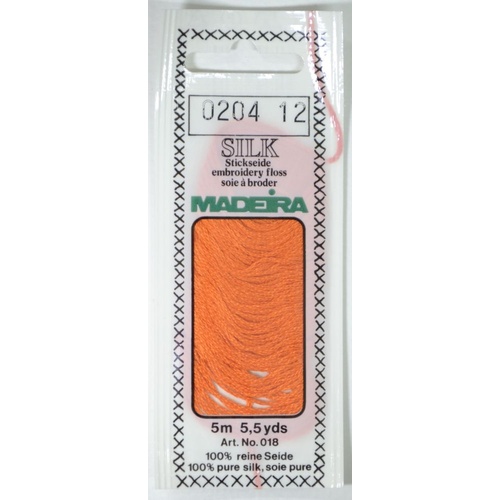 0204 12
SILK
Stickseide
embroidery floss
soie à broder
MADEIRA
5m 5,5yds
Art. No. 018
100% reine Seide
100% pure silk, soie pure